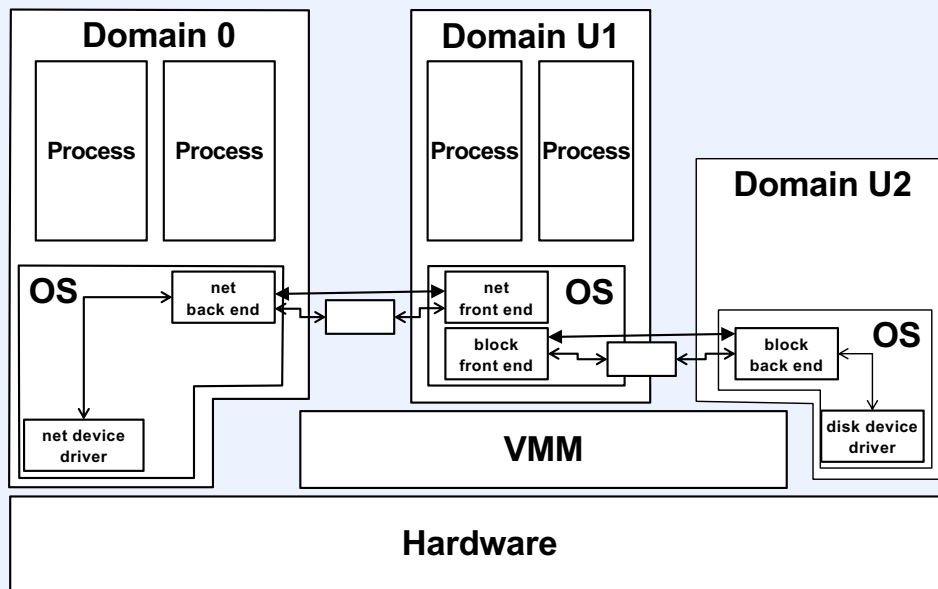 Domain 0
Process
Process
OS
net
back end
net device
driver
Domain U1
Process
Process
net
front end
OS
block
front end
Domain U2
OS
block
back end
disk device
driver
VMM
Hardware